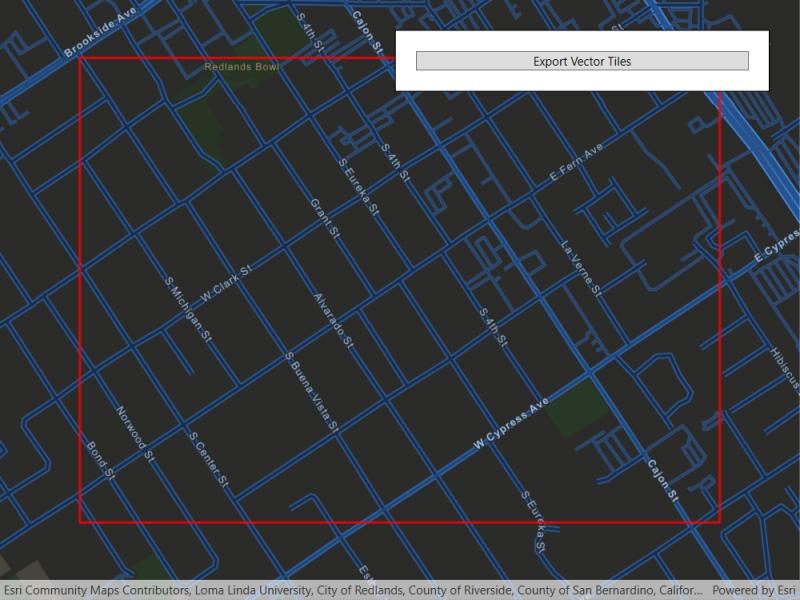 Brookside Ave
S 4th St
Cajon St
St
Export Vector Tiles
Redlands Bowl
S 4th St
E Fern Ave
S Eureka St
Grant St
La Verne St
E Cypress
W Clark St
S Michigan St
Alvarado St
S 4th St
Hibiscus
S Buena Vista St
W Cypress Ave
Norwood St
S Center St
Bond St
Cajon St
S Eureka St
Est
Esri Community Maps Contributors, Loma Linda University, City of Redlands, County of Riverside, County of San Bernardino, Califor... Powered by Esri